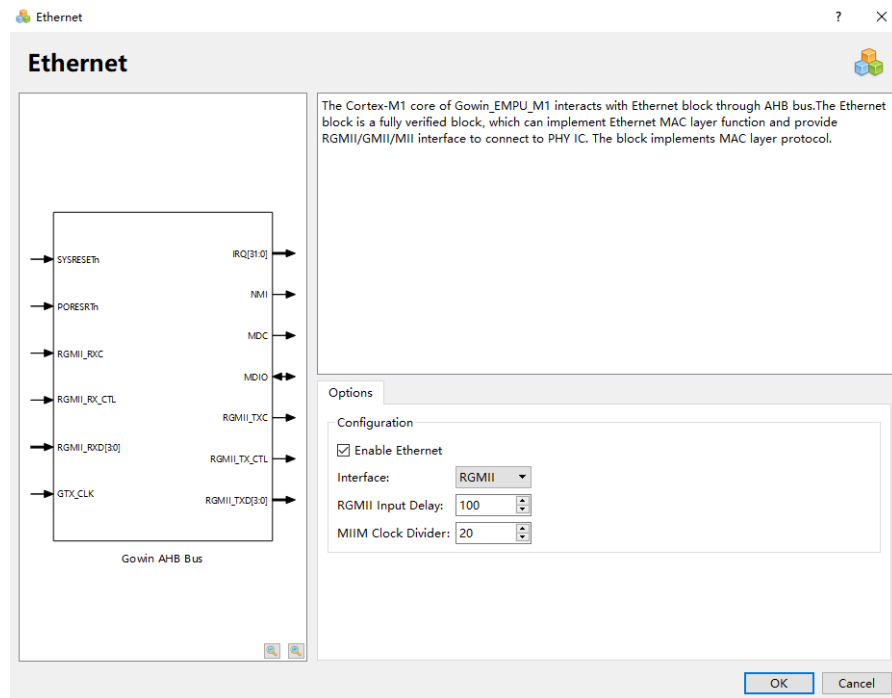 Ethernet
?
Ethernet
The Cortex-M1 core of Gowin_EMPU_M1 interacts with Ethernet block through AHB bus.The Ethernet
block is a fully verified block, which can implement Ethernet MAC layer function and provide
RGMII/GMII/MII interface to connect to PHY IC. The block implements MAC layer protocol.
SYSRESETn
PORESRTn
RGMII_RXC
RGMII_RX_CTL
RGMII_RXD[3:0]
GTX_CLK
IRQ[31:0]
NMI
MDC
MDIO
RGMII_TXC
RGMII_TX_CTL
RGMII_TXD[3:0]
Gowin AHB Bus
Options
Configuration
Enable Ethernet
Interface: RGMII
RGMII Input Delay: 100
MIIM Clock Divider: 20
OK Cancel